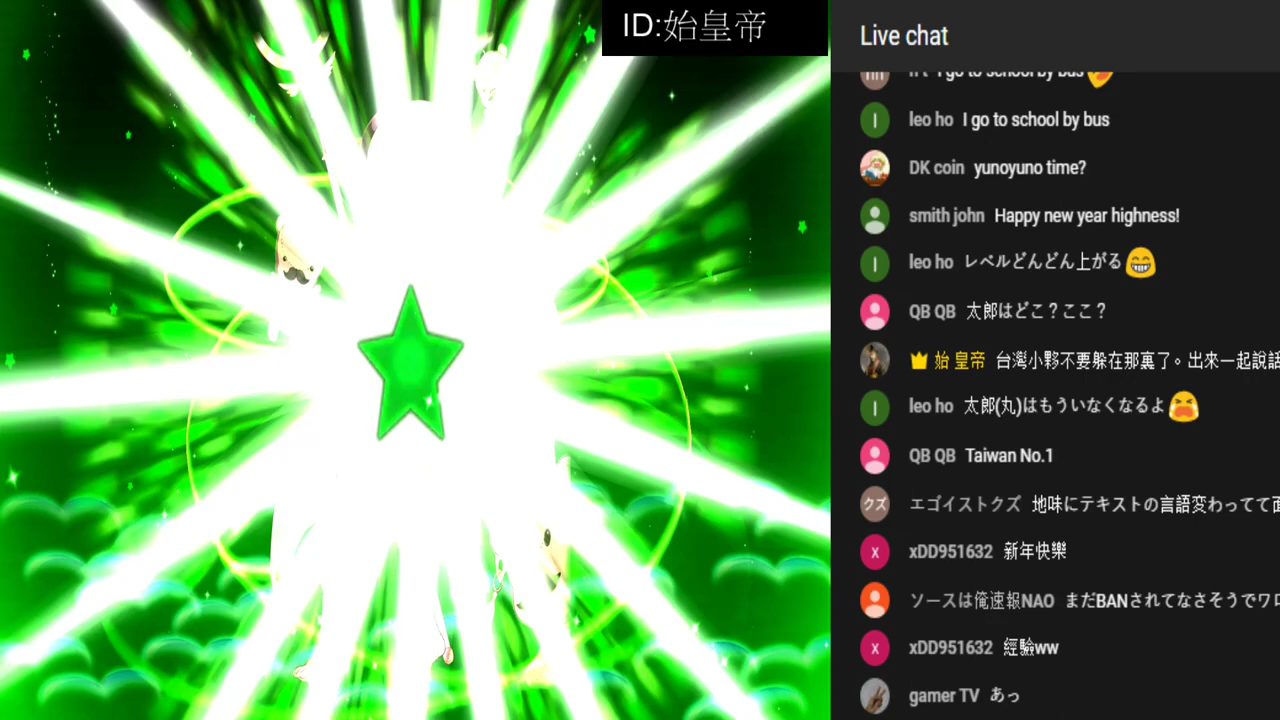 ID:始皇帝
Live chat
I go to school by bus
leo ho I go to school by bus
DK coin yunoyuno time?
smith john Happy new year highness!
leo ho レベルどんどん上がる
QB QB 太郎はどこ？ここ？
始 皇帝 台灣小夥不要躲在那裏了。出來一起說話
leo ho 太郎(丸)はもういなくなるよ
QB QB Taiwan No.1
エゴイストクズ 地味にテキストの言語変わってて面
xDD951632 新年快樂
ソースは俺速報NAO まだBANされてなさそうでワロ
xDD951632 經驗ww
gamer TV あっ